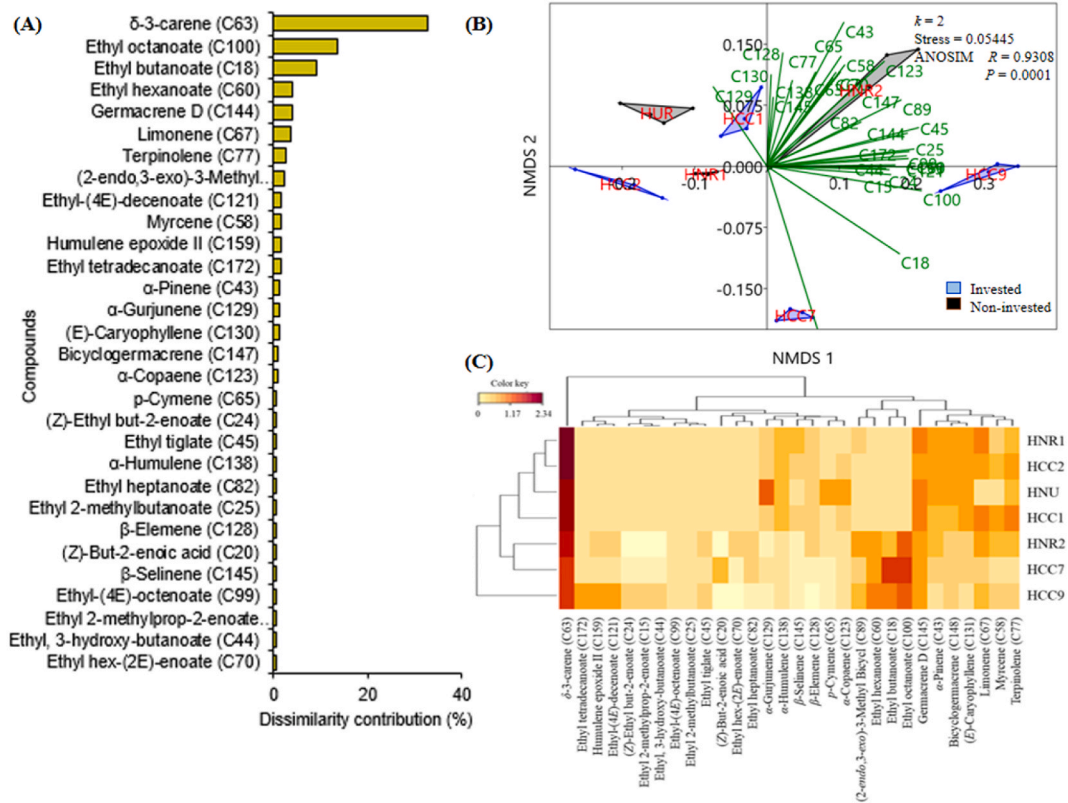 (A)
Compounds
δ-3-carene (C63)
Ethyl octanoate (C100)
Ethyl butanoate (C18)
Ethyl hexanoate (C60)
Germacrene D (C144)
Limonene (C67)
Terpinolene (C77)
(2-endo,3-exo)-3-Methyl..
Ethyl-(4E)-decenoate (C121)
Myrcene (C58)
Humulene epoxide II (C159)
Ethyl tetradecanoate (C172)
α-Pinene (C43)
α-Gurjunene (C129)
(E)-Caryophyllene (C130)
Bicyclogermacrene (C147)
α-Copaene (C123)
p-Cymene (C65)
(Z)-Ethyl but-2-enoate (C24)
Ethyl tiglate (C45)
α-Humulene (C138)
Ethyl heptanoate (C82)
Ethyl 2-methylbutanoate (C25)
β-Elemene (C128)
(Z)-But-2-enoic acid (C20)
β-Selinene (C145)
Ethyl-(4E)-octenoate (C99)
Ethyl 2-methylprop-2-enoate..
Ethyl, 3-hydroxy-butanoate (C44)
Ethyl hex-(2E)-enoate (C70)
0 20 40
Dissimilarity contribution (%)
(B)
k = 2
Stress = 0.05445
ANOSIM R = 0.9308
P = 0.0001
NMDS 2
0.150
0.075
0.000
-0.075
-0.150
-0.2 -0.1 0.1 0.2 0.3
C43
C65
C128
C77
C58
C123
C130
C129
C138
C145
HNR2
C147
C89
C82
C45
C144
C25
C172
C44
C15
C100
C18
HUR
HCC1
HCC2
HNR1
HCC9
HCC7
Invested
Non-invested
NMDS 1
(C)
Color key
0 1.17 2.34
HNR1
HCC2
HNU
HCC1
HNR2
HCC7
HCC9
δ-3-carene (C63)
Ethyl tetradecanoate (C172)
Humulene epoxide II (C159)
Ethyl-(4E)-decenoate (C121)
(Z)-Ethyl but-2-enoate (C24)
Ethyl 2-methylprop-2-enoate (C15)
Ethyl, 3-hydroxy-butanoate (C44)
Ethyl-(4E)-octenoate (C99)
Ethyl 2-methylbutanoate (C25)
Ethyl tiglate (C45)
(Z)-But-2-enoic acid (C20)
Ethyl hex-(2E)-enoate (C70)
Ethyl heptanoate (C82)
α-Gurjunene (C129)
α-Humulene (C138)
β-Selinene (C145)
β-Elemene (C128)
p-Cymene (C65)
α-Copaene (C123)
(2-endo,3-exo)-3-Methyl Bicycl (C89)
Ethyl hexanoate (C60)
Ethyl butanoate (C18)
Ethyl octanoate (C100)
Germacrene D (C145)
α-Pinene (C43)
Bicyclogermacrene (C148)
(E)-Caryophyllene (C131)
Limonene (C67)
Myrcene (C58)
Terpinolene (C77)